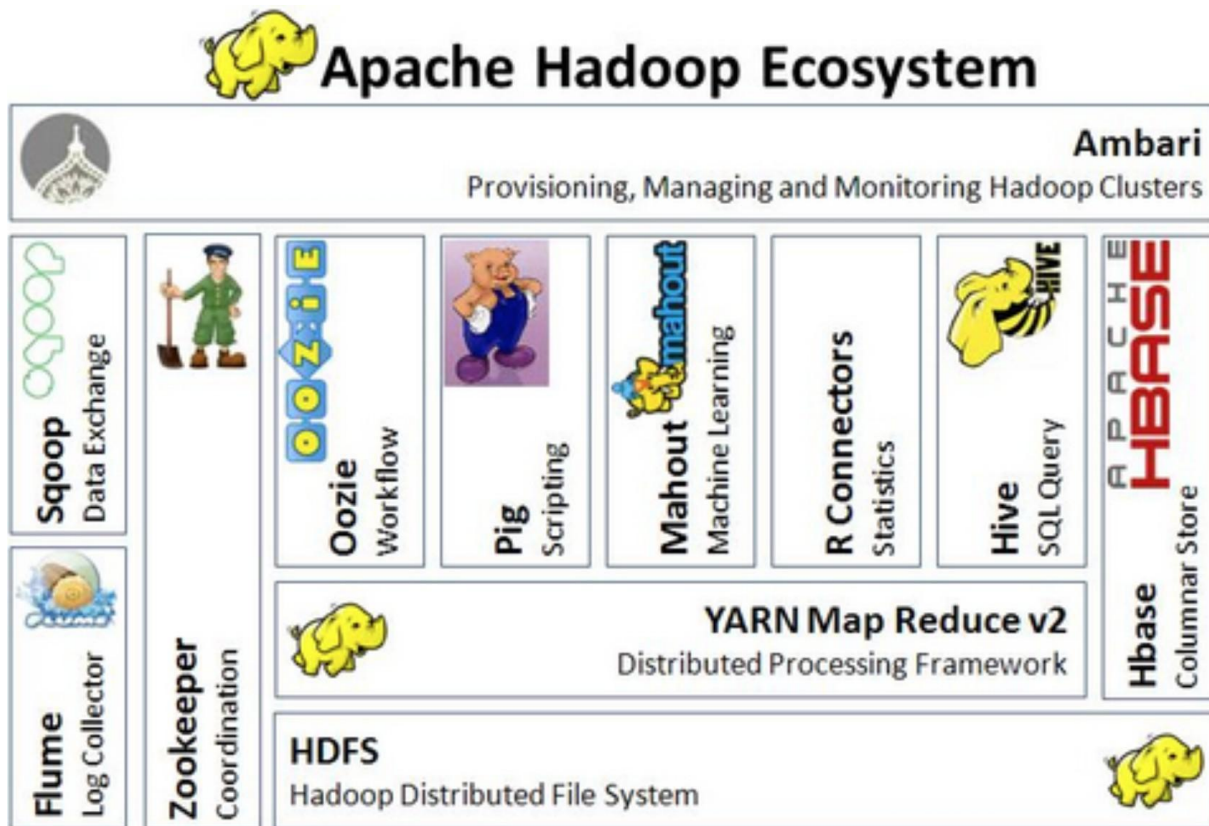 Apache Hadoop Ecosystem
Ambari
Provisioning, Managing and Monitoring Hadoop Clusters
sqoop
Sqoop
Data Exchange
flume
Flume
Log Collector
Zookeeper
Coordination
OOZIE
Oozie
Workflow
Pig
Scripting
mahout
Mahout
Machine Learning
R Connectors
Statistics
HIVE
Hive
SQL Query
APACHE
HBASE
Hbase
Columnar Store
YARN Map Reduce v2
Distributed Processing Framework
HDFS
Hadoop Distributed File System